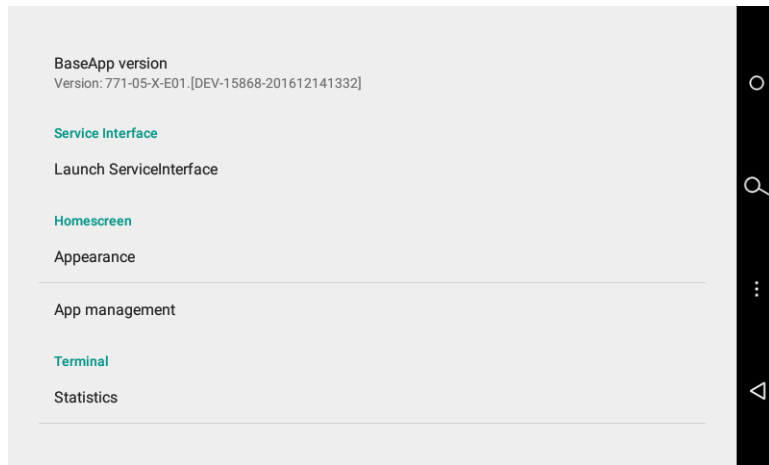 BaseApp version
Version: 771-05-X-E01.[DEV-15868-201612141332]
Service Interface
Launch ServiceInterface
Homescreen
Appearance
App management
Terminal
Statistics